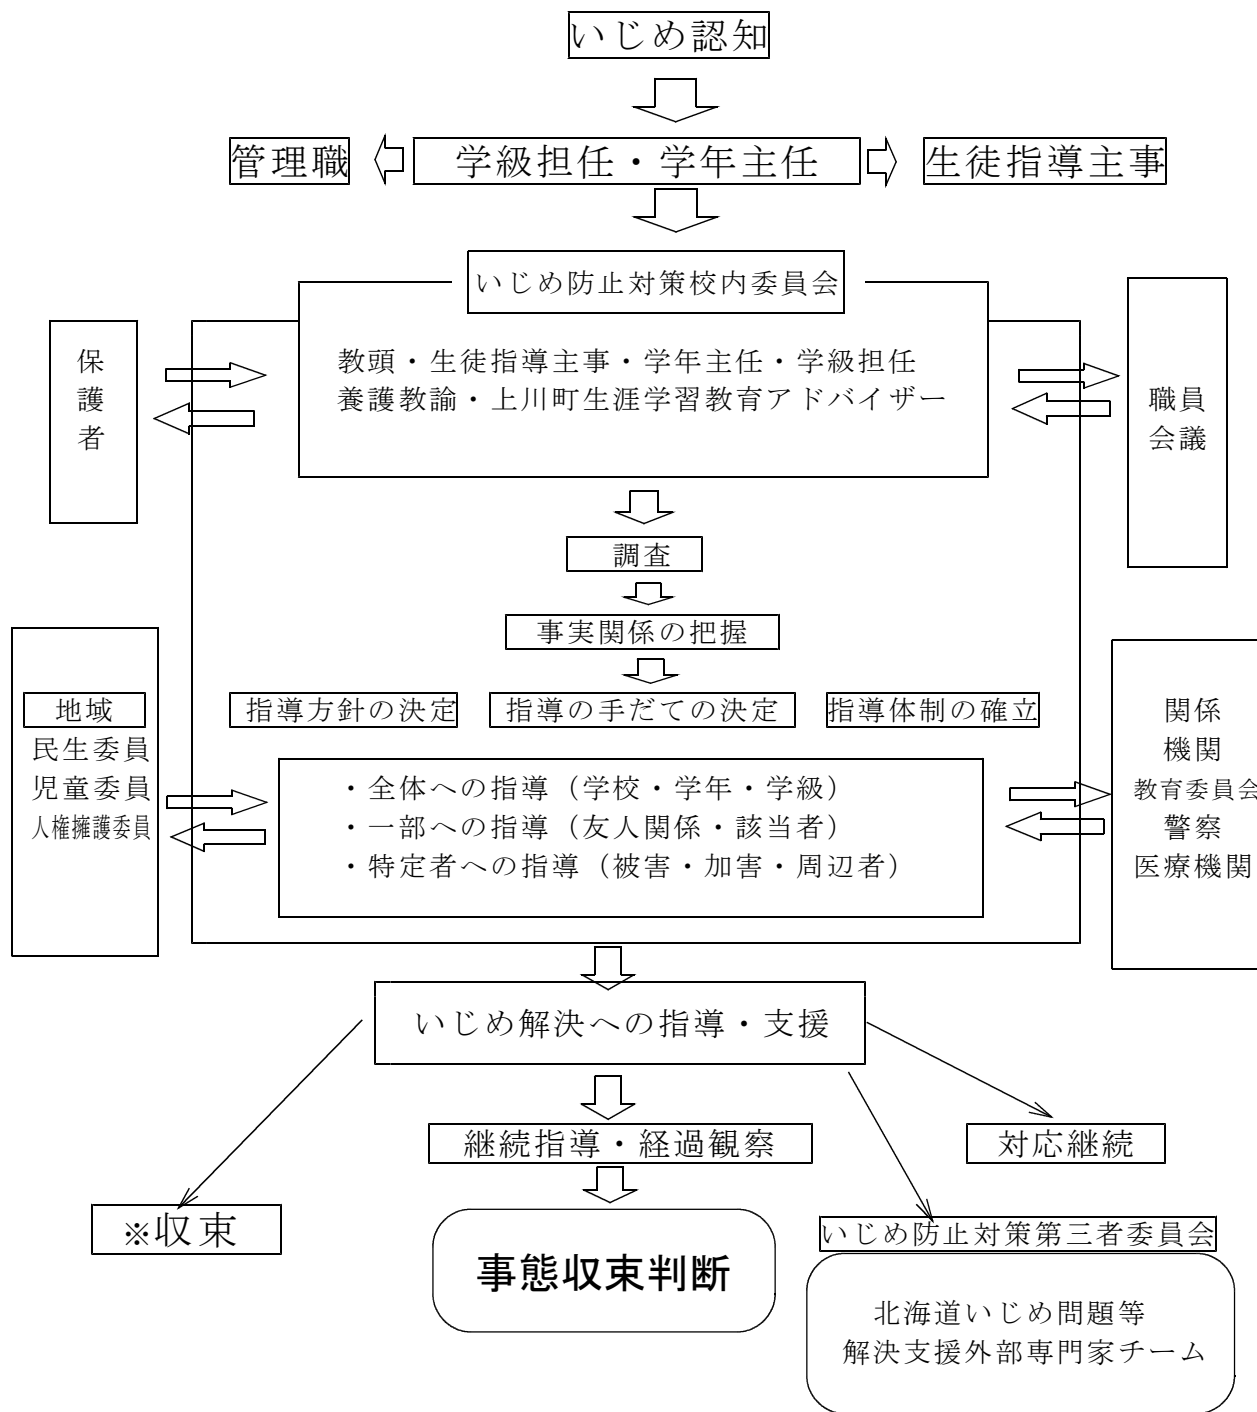 いじめ認知
管理職
学級担任・学年主任
生徒指導主事
いじめ防止対策校内委員会
教頭・生徒指導主事・学年主任・学級担任
養護教諭・上川町生涯学習教育アドバイザー
保護者
職員
会議
調査
事実関係の把握
指導方針の決定
指導の手だての決定
指導体制の確立
地域
民生委員
児童委員
人権擁護委員
・全体への指導（学校・学年・学級）
・一部への指導（友人関係・該当者）
・特定者への指導（被害・加害・周辺者）
関係
機関
教育委員会
警察
医療機関
いじめ解決への指導・支援
継続指導・経過観察
対応継続
※収束
事態収束判断
いじめ防止対策第三者委員会
北海道いじめ問題等
解決支援外部専門家チーム